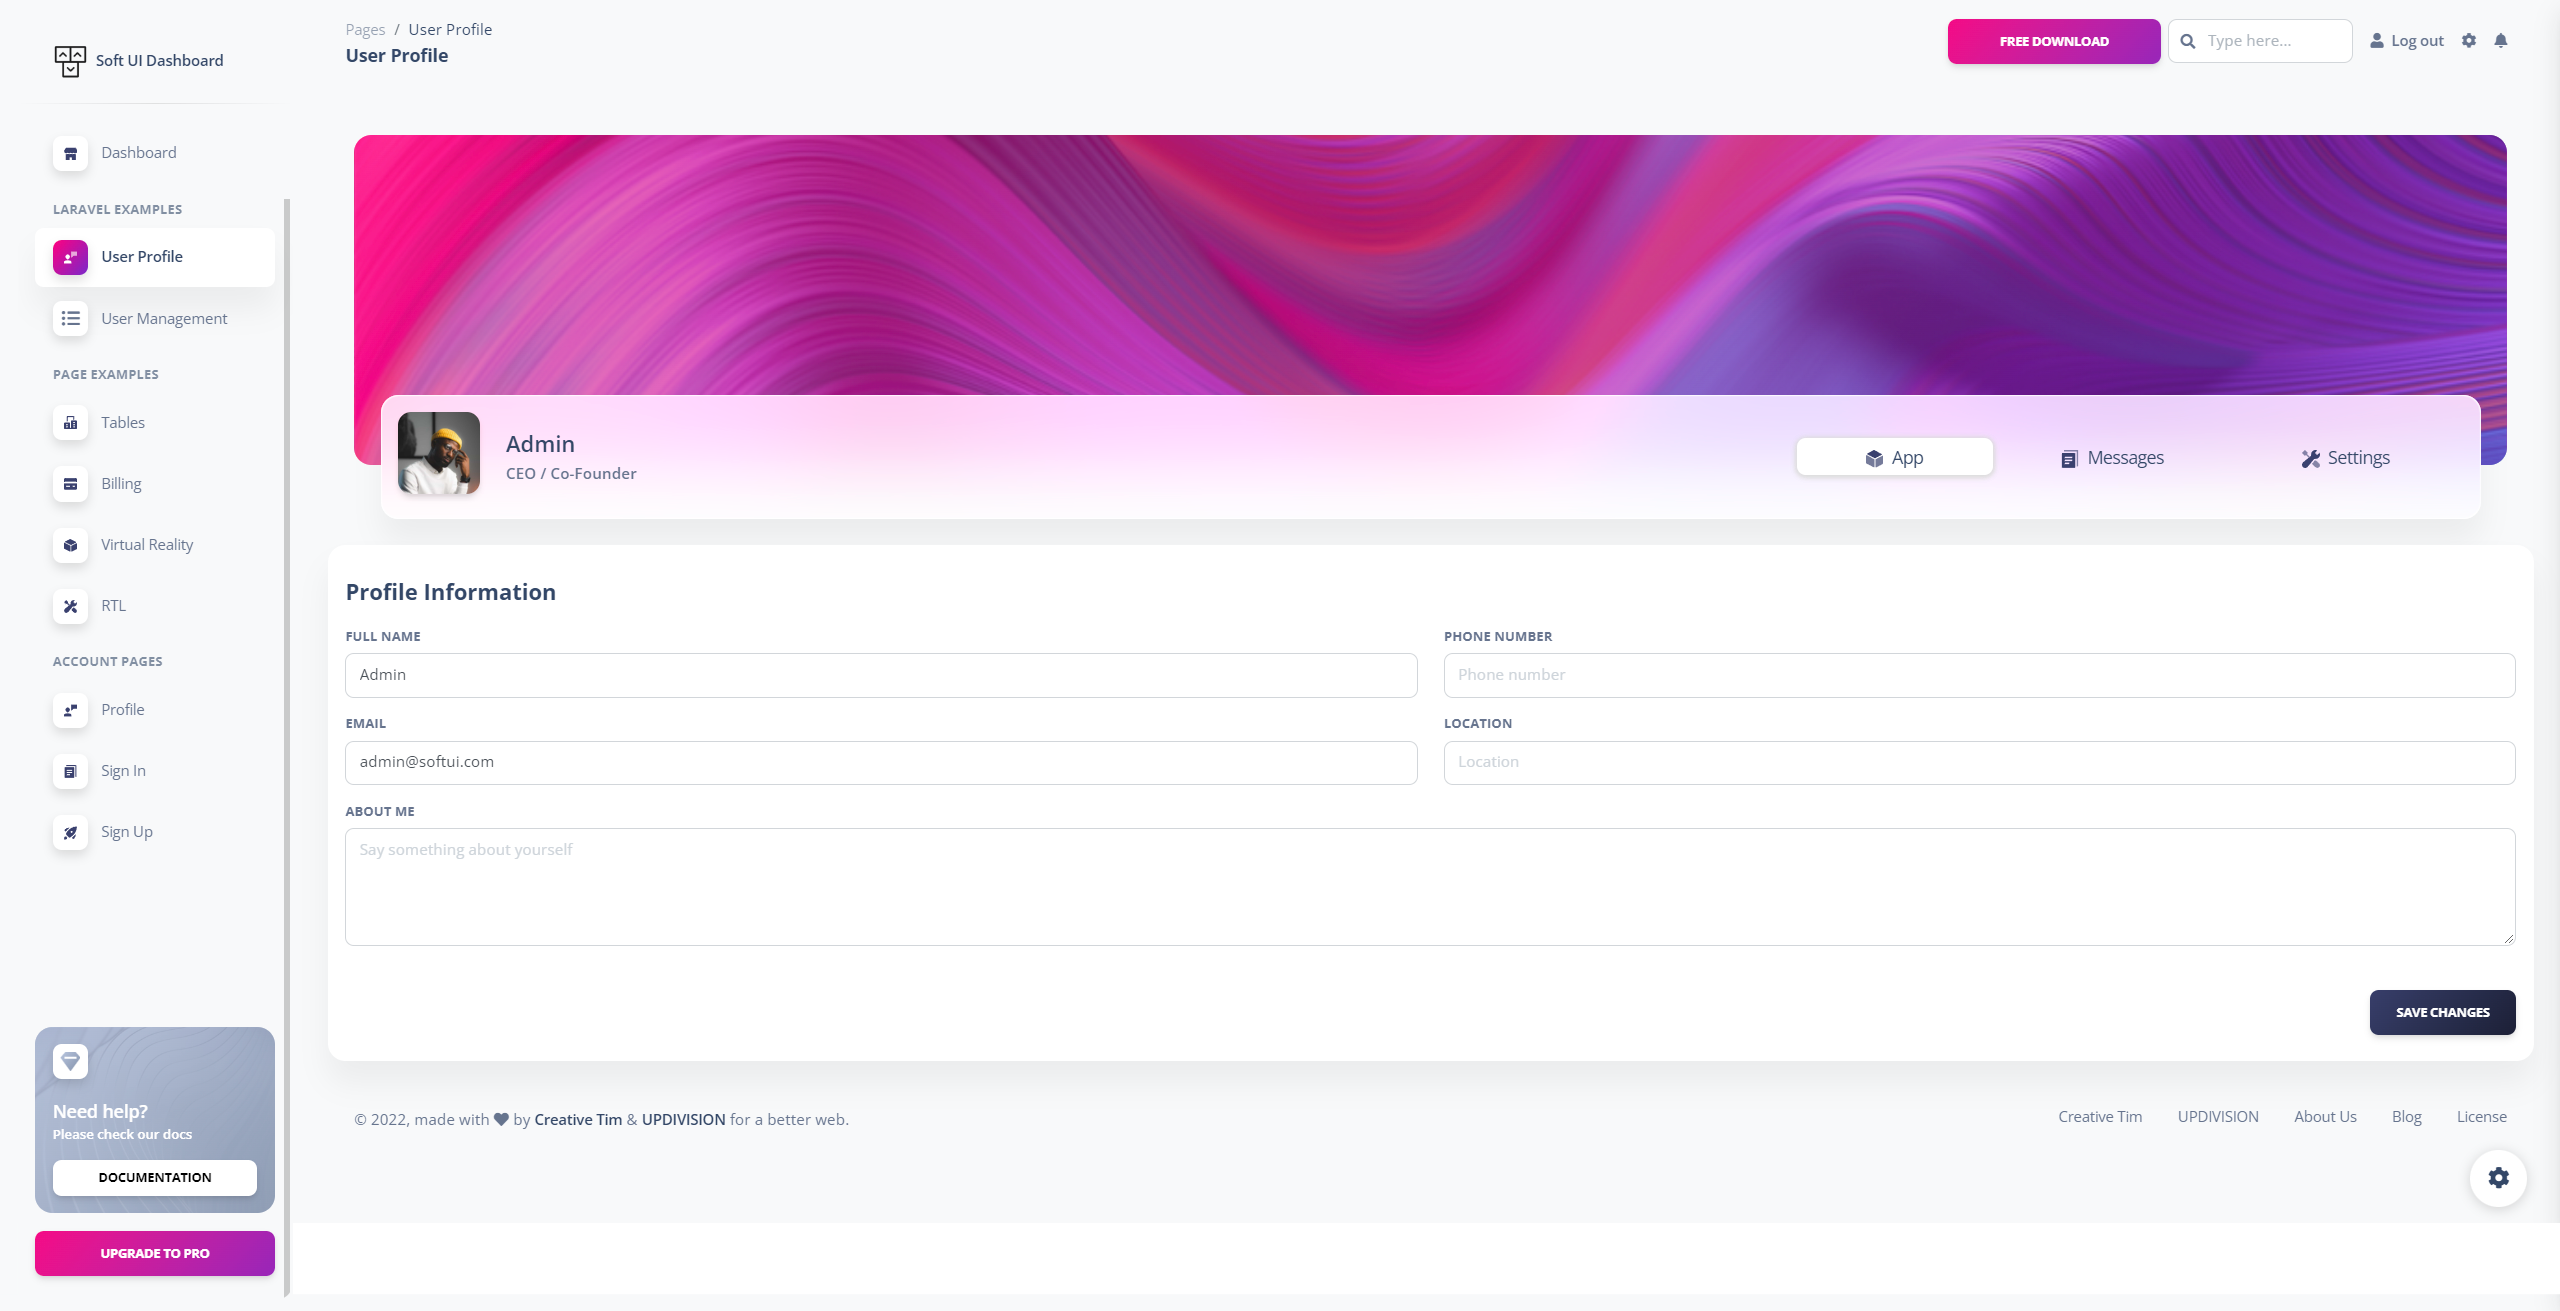 Soft UI Dashboard
Dashboard
LARAVEL EXAMPLES
User Profile
User Management
PAGE EXAMPLES
Tables
Billing
Virtual Reality
RTL
ACCOUNT PAGES
Profile
Sign In
Sign Up
Need help?
Please check our docs
DOCUMENTATION
UPGRADE TO PRO
Pages / User Profile
User Profile
FREE DOWNLOAD
Type here...
Log out
Admin
CEO / Co-Founder
App
Messages
Settings
Profile Information
FULL NAME
Admin
PHONE NUMBER
Phone number
EMAIL
admin@softui.com
LOCATION
Location
ABOUT ME
Say something about yourself
SAVE CHANGES
© 2022, made with by Creative Tim & UPDIVISION for a better web.
Creative Tim
UPDIVISION
About Us
Blog
License